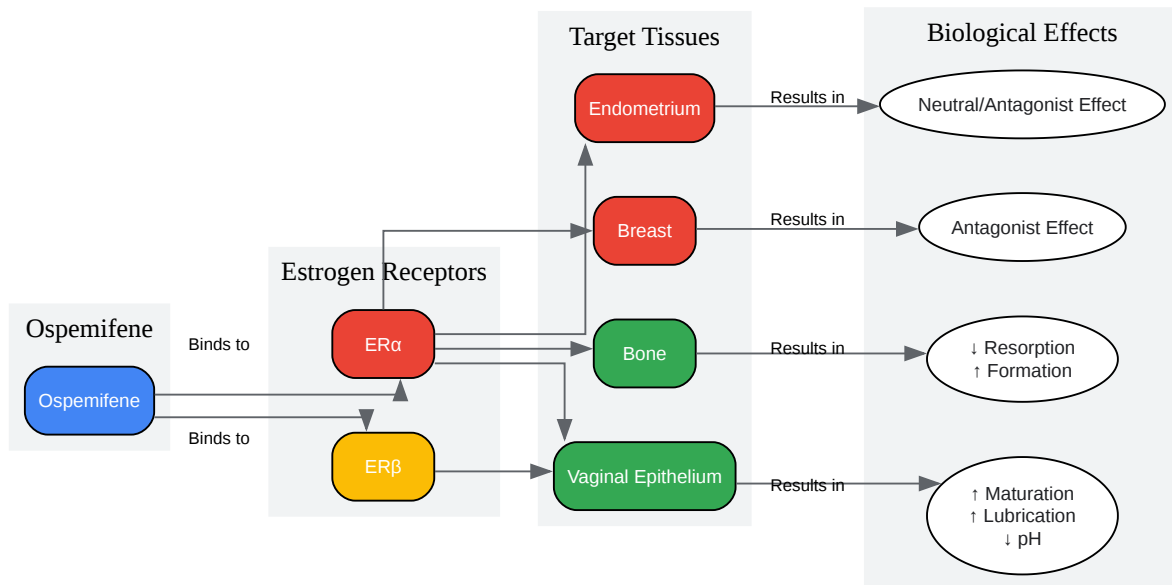 Target Tissues
Biological Effects
Endometrium
Results in
Neutral/Antagonist Effect
Breast
Results in
Antagonist Effect
Estrogen Receptors
Ospemifene
Binds to
ERα
Bone
Results in
↓ Resorption
↑ Formation
Ospemifene
Binds to
ERβ
Vaginal Epithelium
Results in
↑ Maturation
↑ Lubrication
↓ pH